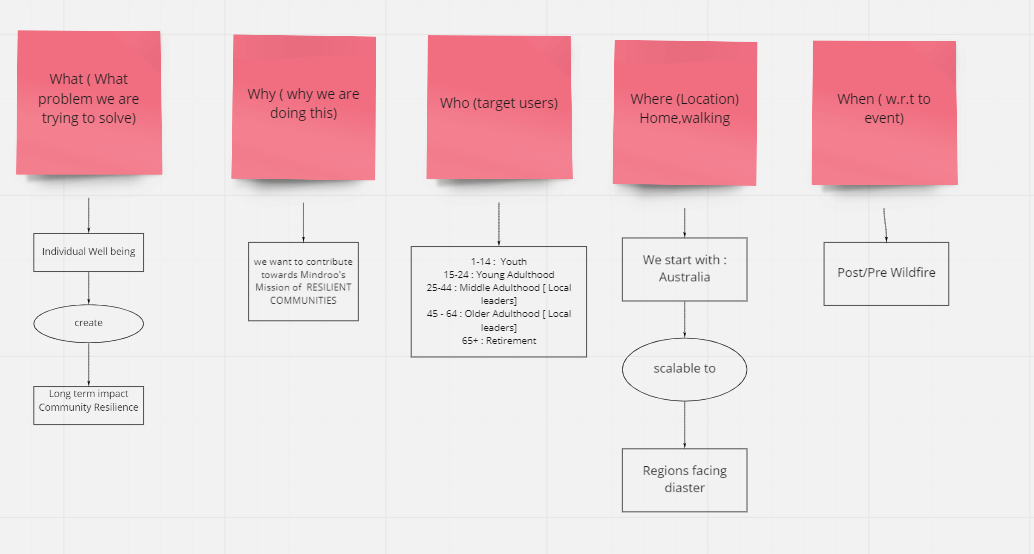 What ( What
problem we are
trying to solve)
Individual Well being
create
Long term impact
Community Resilience
Why ( why we are
doing this)
we want to contribute
towards Mindroo's
Mission of RESILIENT
COMMUNITIES
Who (target users)
1-14 : Youth
15-24 : Young Adulthood
25-44 : Middle Adulthood [ Local
leaders]
45 - 64 : Older Adulthood [ Local
leaders]
65+ : Retirement
Where (Location)
Home,walking
We start with :
Australia
scalable to
Regions facing
diaster
When ( w.r.t to
event)
Post/Pre Wildfire